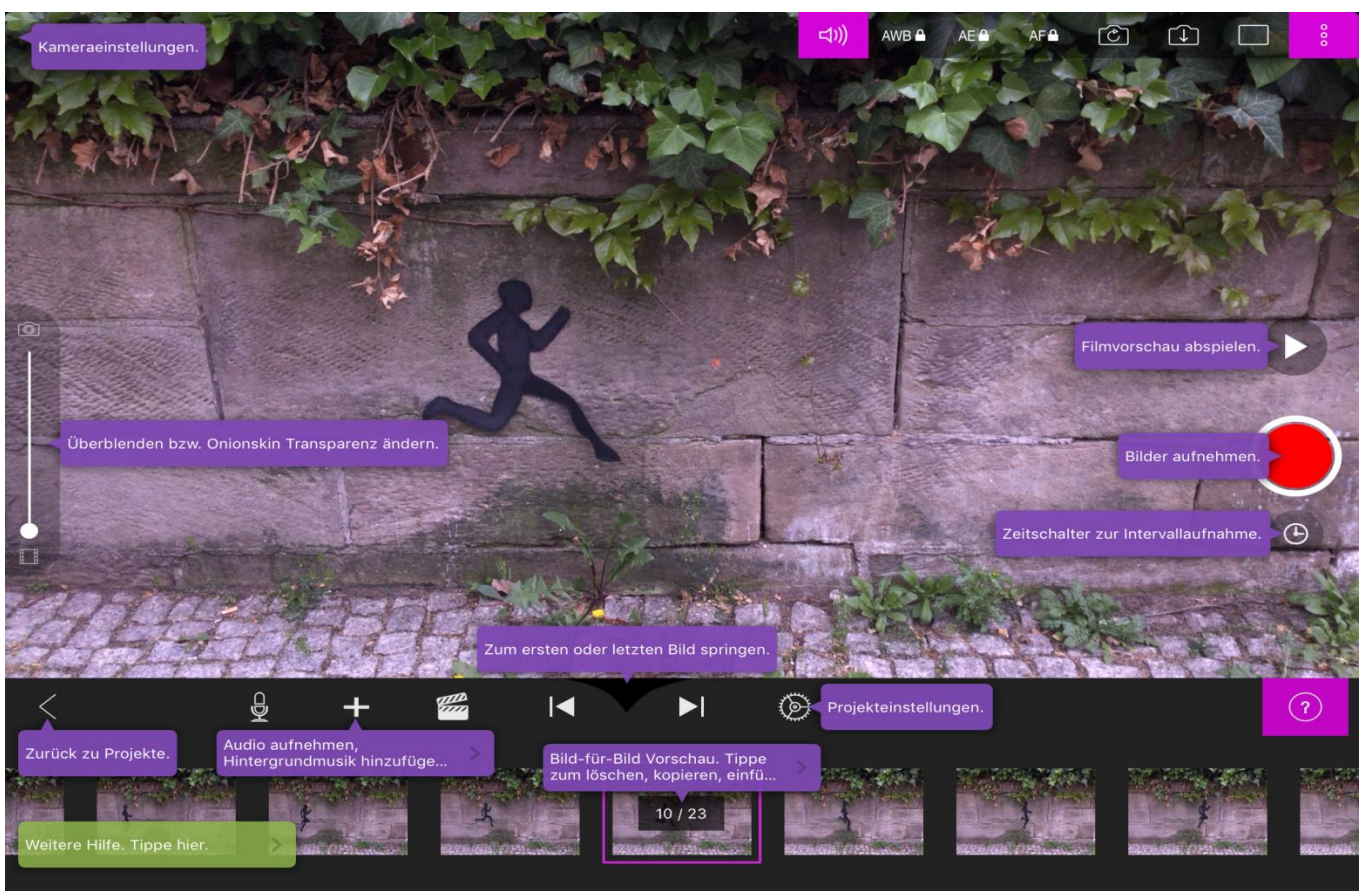 Kameraeinstellungen.
AWB AE AF
Filmvorschau abspielen.
Überblenden bzw. Onionskin Transparenz ändern.
Bilder aufnehmen.
Zeitschalter zur Intervallaufnahme.
Zum ersten oder letzten Bild springen.
Projekteinstellungen.
?
Zurück zu Projekte.
Audio aufnehmen,
Hintergrundmusik hinzufüge...
Bild-für-Bild Vorschau. Tippe
zum löschen, kopieren, einfü...
10 / 23
Weitere Hilfe. Tippe hier.